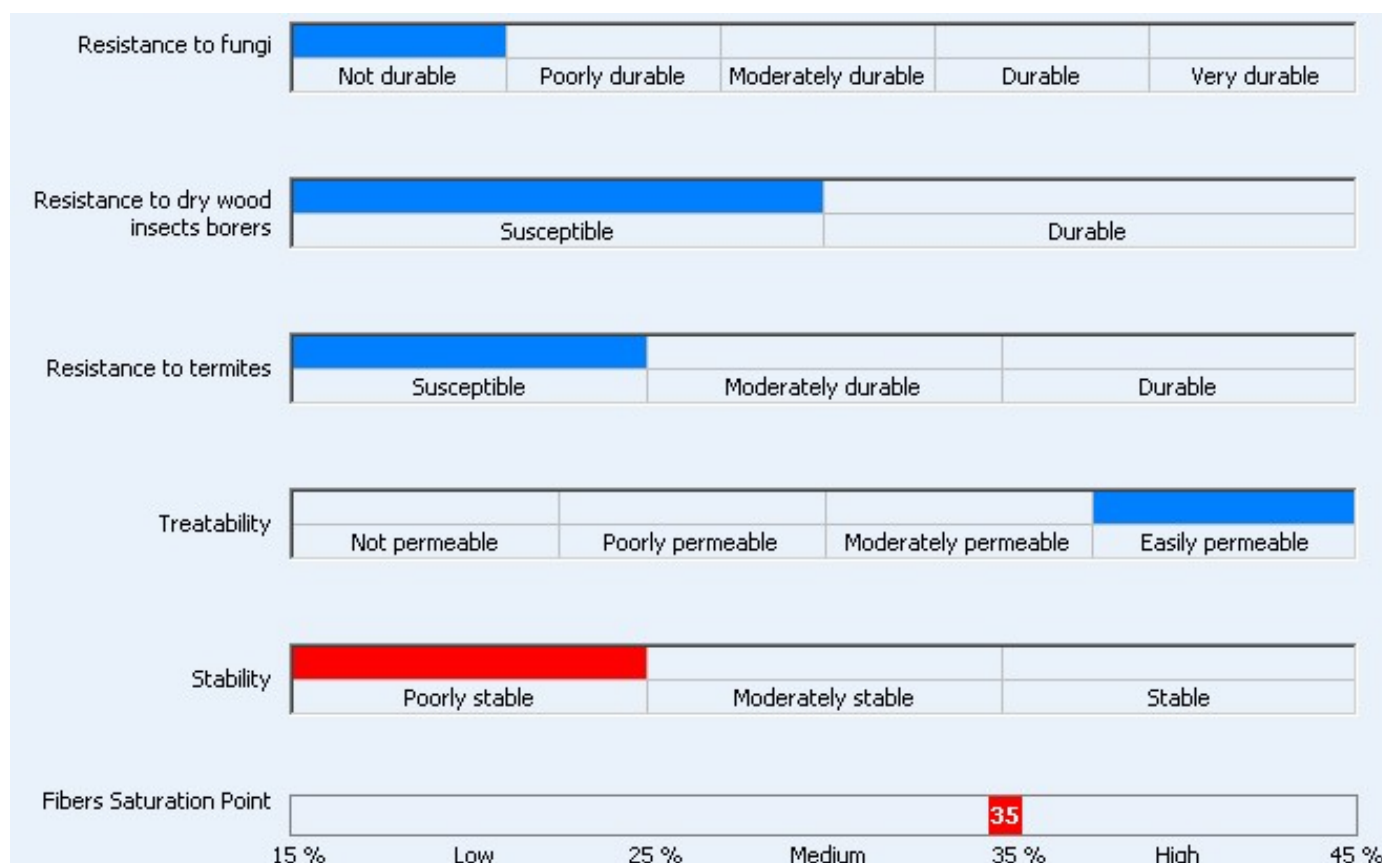 Resistance to fungi
Not durable Poorly durable Moderately durable Durable Very durable
Resistance to dry wood
insects borers
Susceptible Durable
Resistance to termites
Susceptible Moderately durable Durable
Treatability
Not permeable Poorly permeable Moderately permeable Easily permeable
Stability
Poorly stable Moderately stable Stable
Fibers Saturation Point
35
15 % Low 25 % Medium 35 % High 45 %